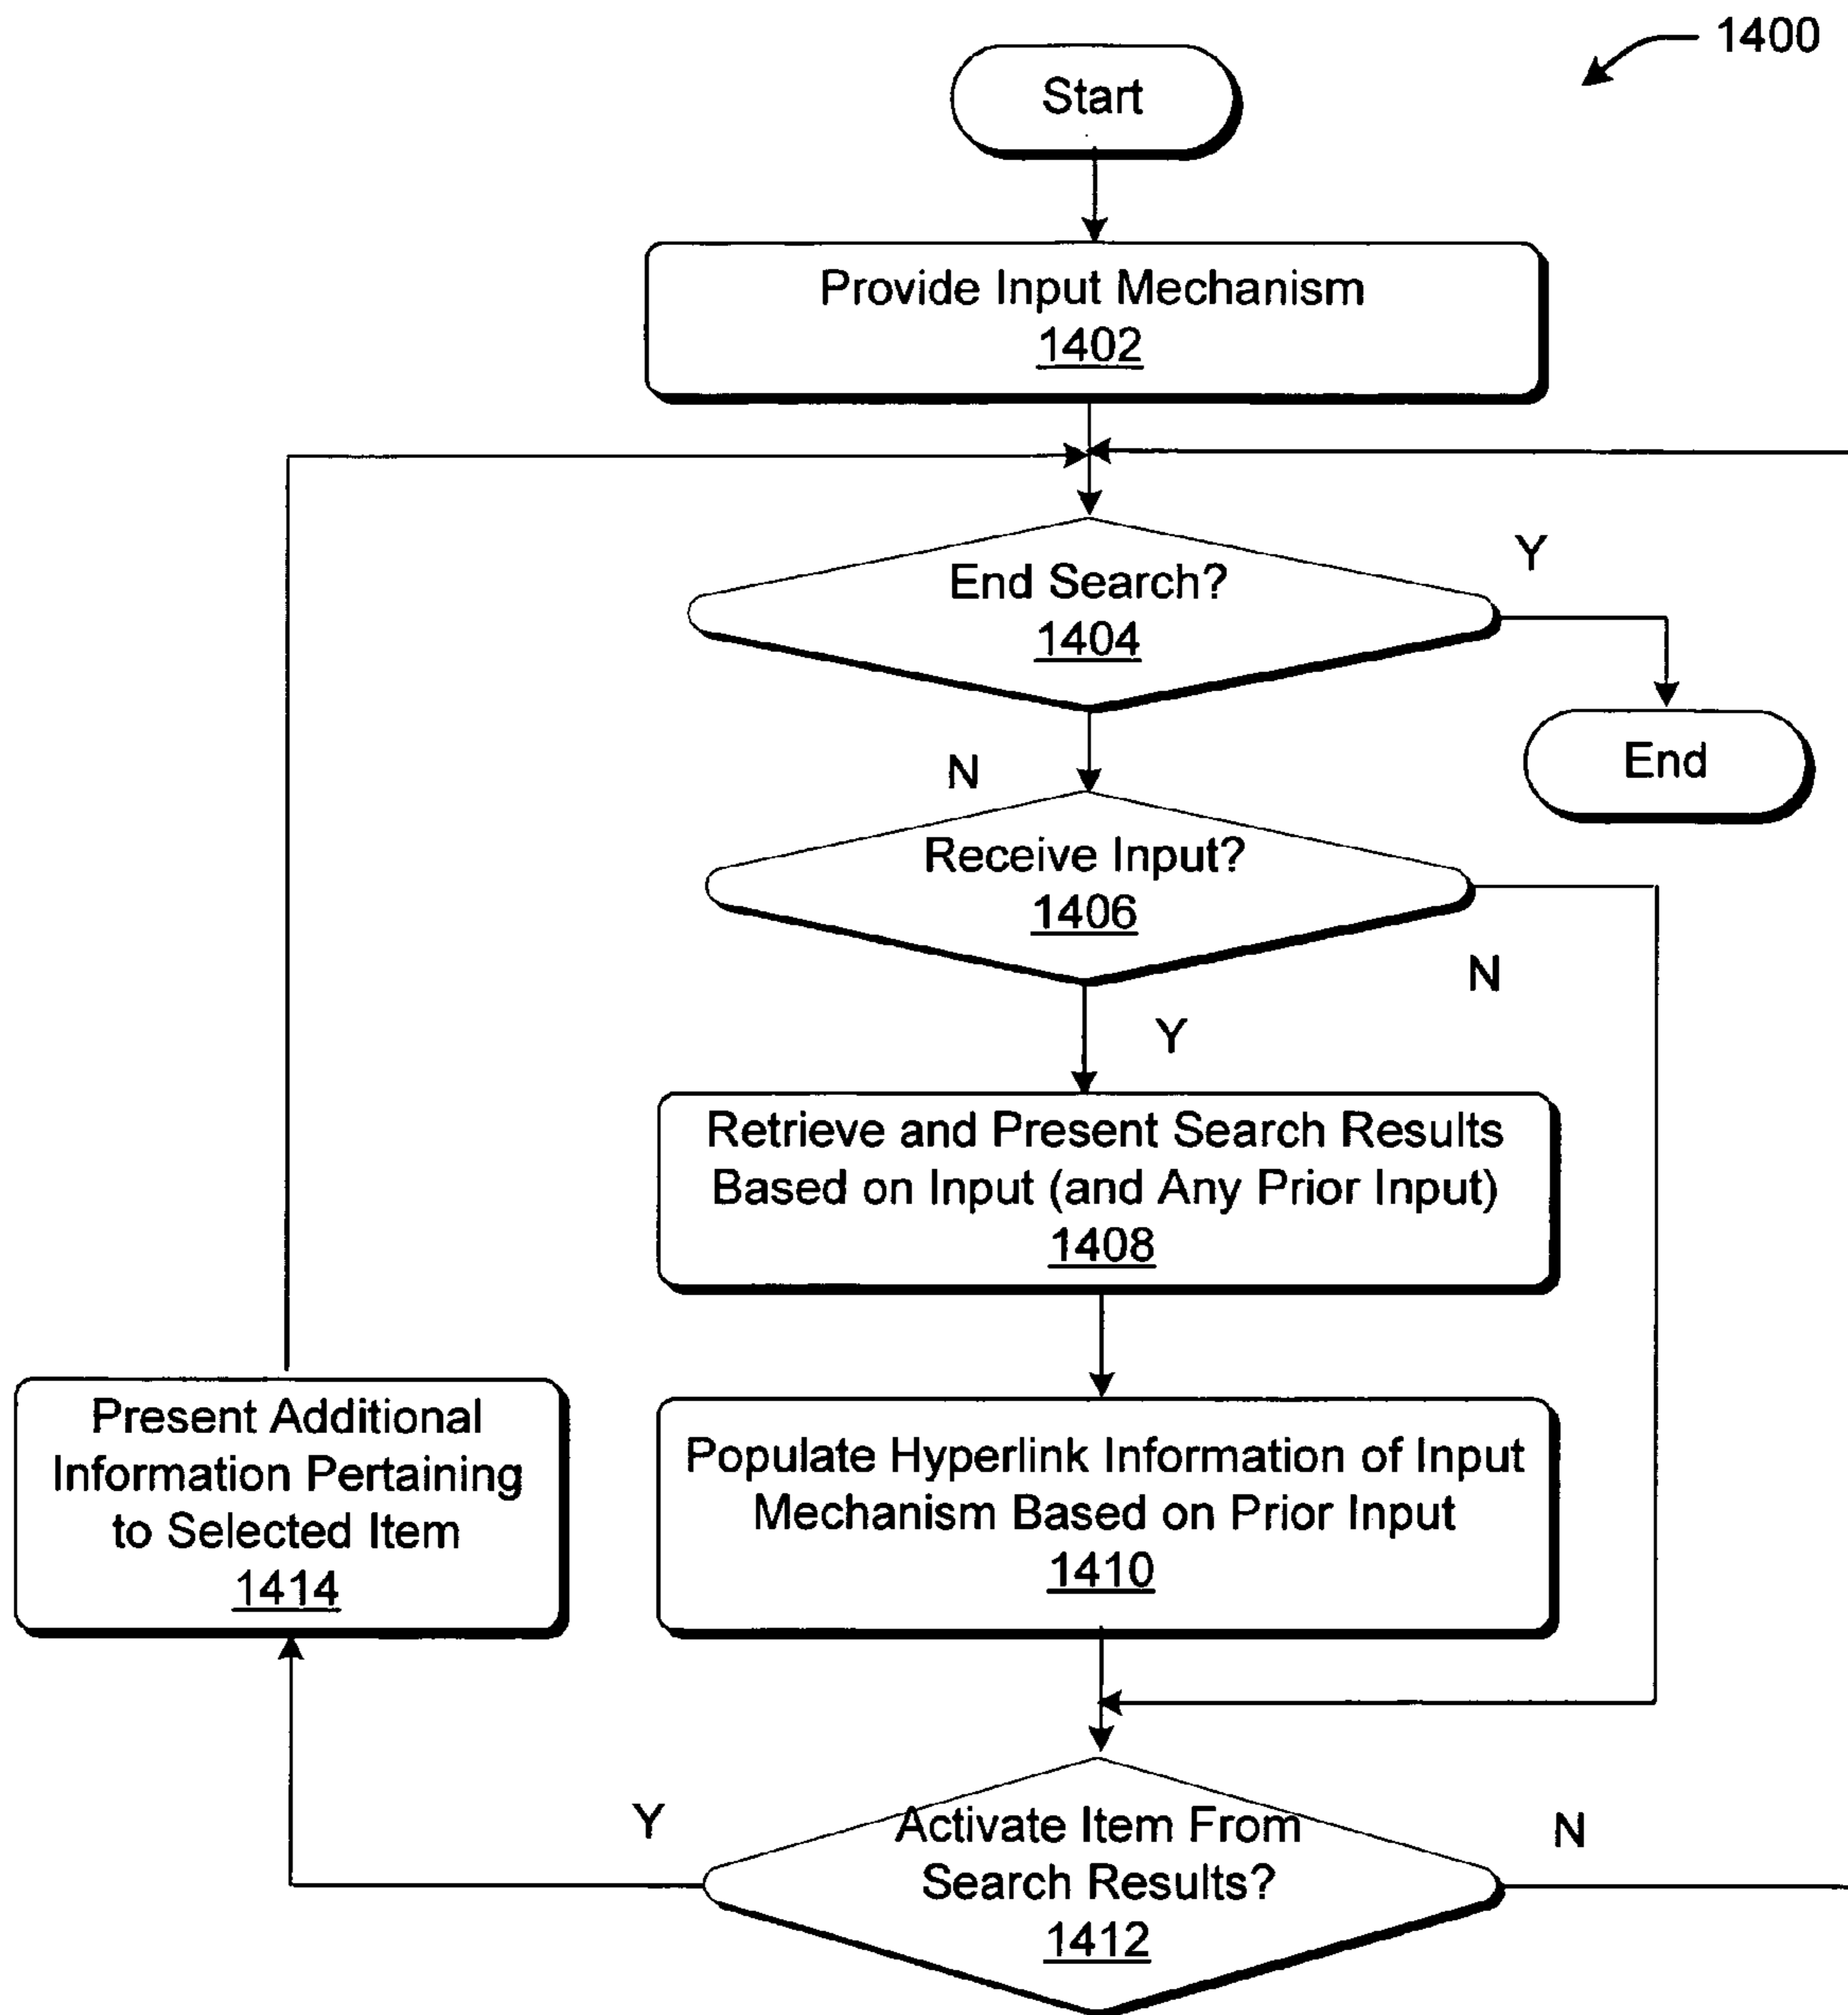 1400
Start
Provide Input Mechanism
1402
End Search?
1404
Y
End
N
Receive Input?
1406
N
Y
Retrieve and Present Search Results
Based on Input (and Any Prior Input)
1408
Populate Hyperlink Information of Input
Mechanism Based on Prior Input
1410
Present Additional
Information Pertaining
to Selected Item
1414
Y
Activate Item From
Search Results?
1412
N